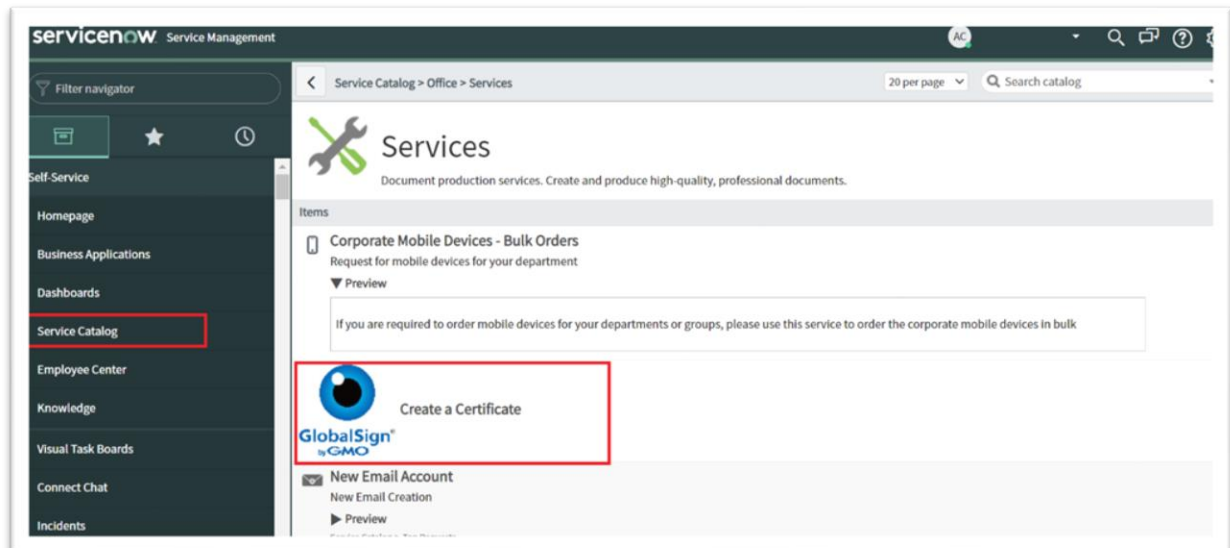 servicenow Service Management
AC
Filter navigator
Service Catalog > Office > Services
20 per page
Search catalog
Services
Document production services. Create and produce high-quality, professional documents.
Self-Service
Homepage
Business Applications
Dashboards
Service Catalog
Employee Center
Knowledge
Visual Task Boards
Connect Chat
Incidents
Items
Corporate Mobile Devices - Bulk Orders
Request for mobile devices for your department
▼ Preview
If you are required to order mobile devices for your departments or groups, please use this service to order the corporate mobile devices in bulk
GlobalSign®
by GMO
Create a Certificate
New Email Account
New Email Creation
▶ Preview